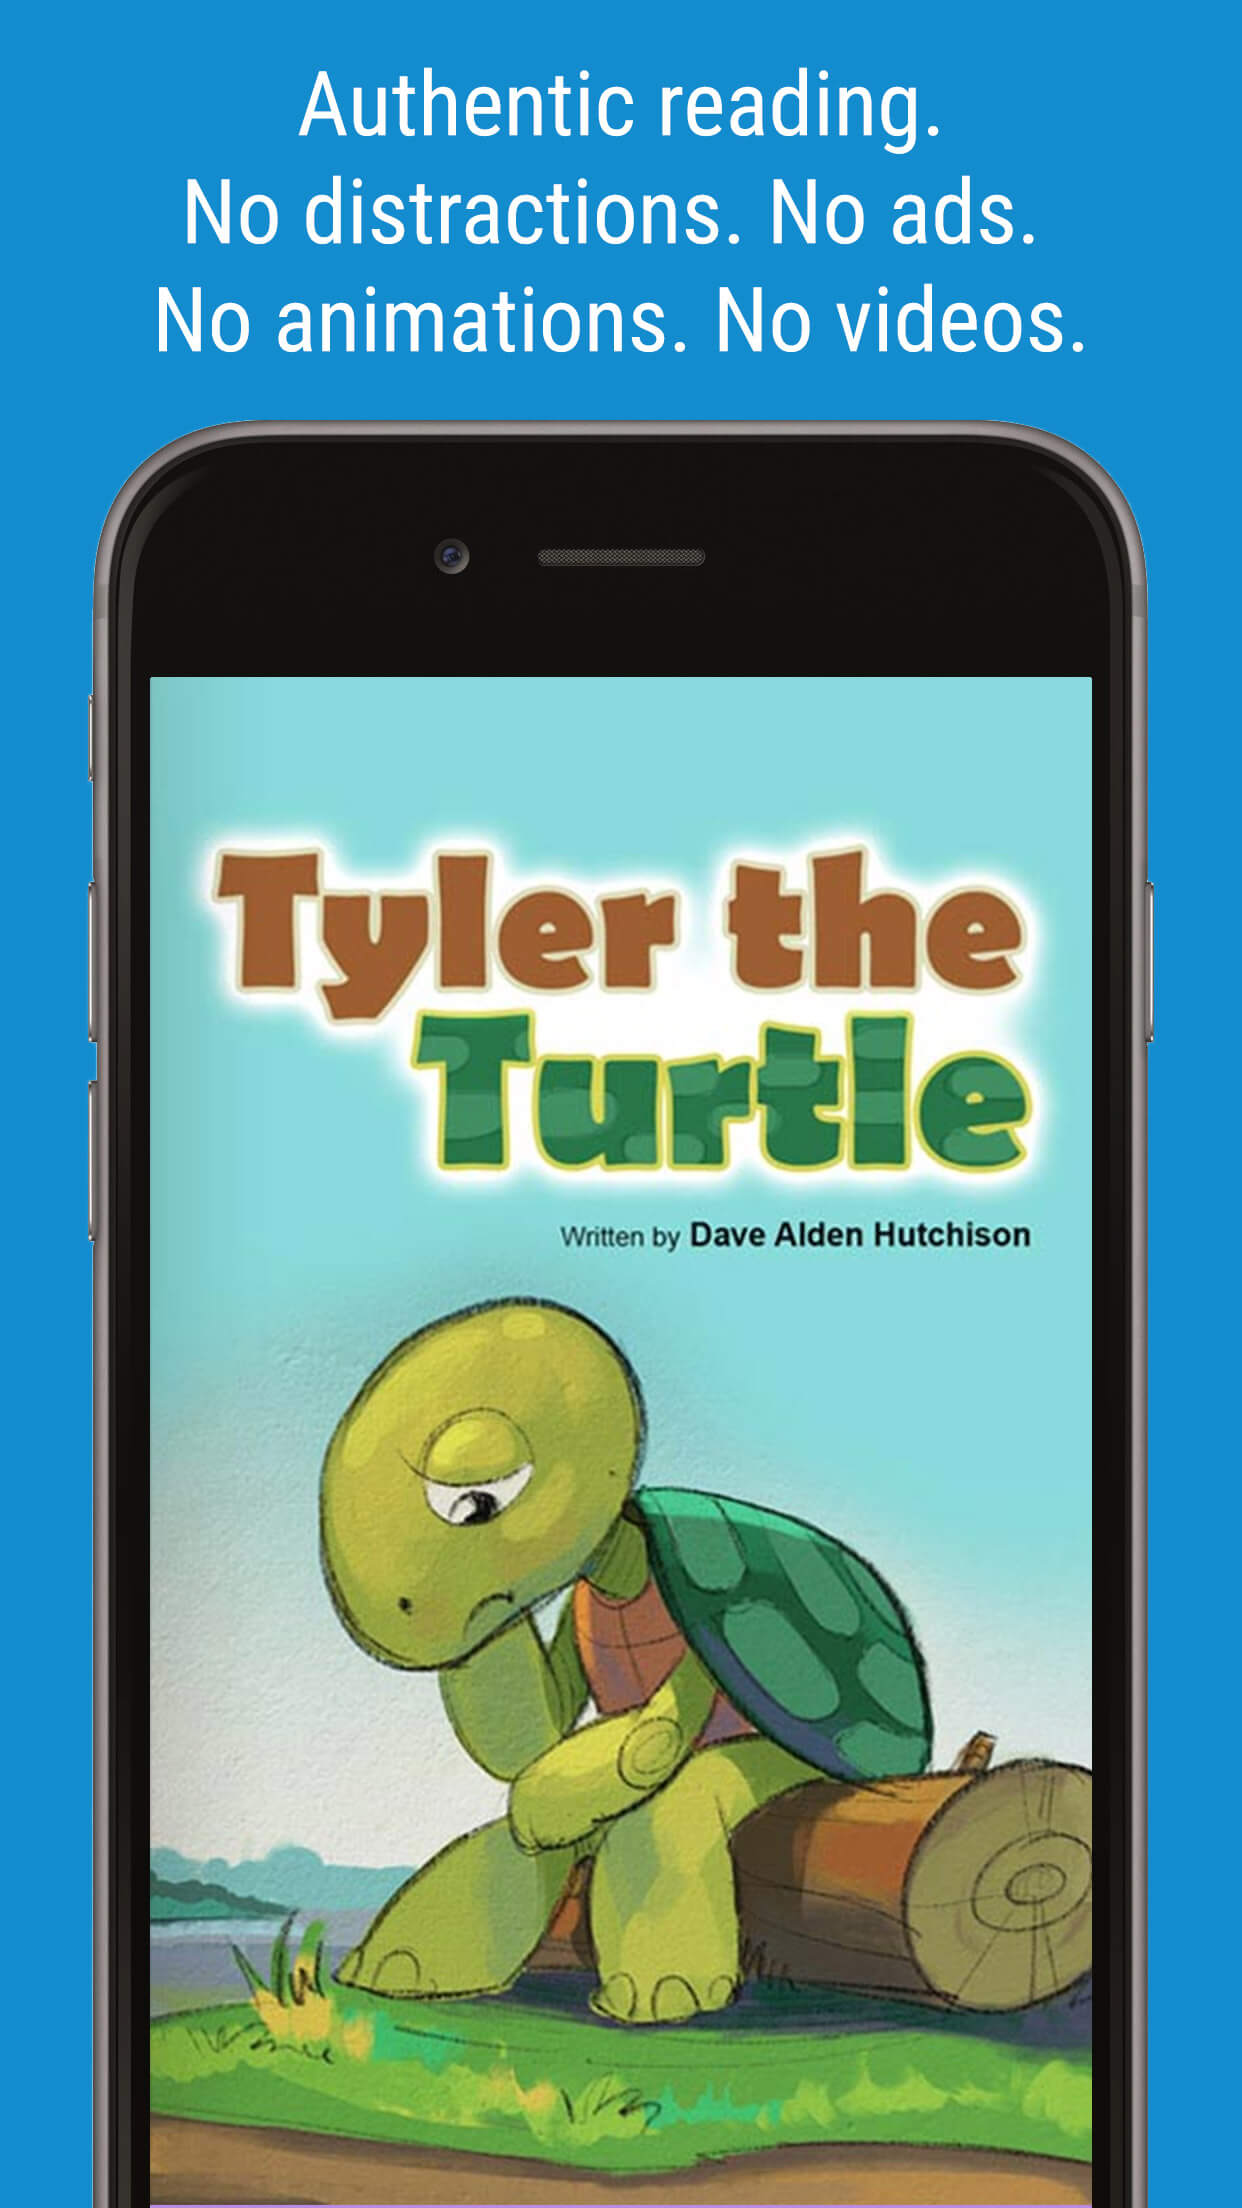 Authentic reading.
No distractions. No ads.
No animations. No videos.
Tyler the
Turtle
Written by Dave Alden Hutchison